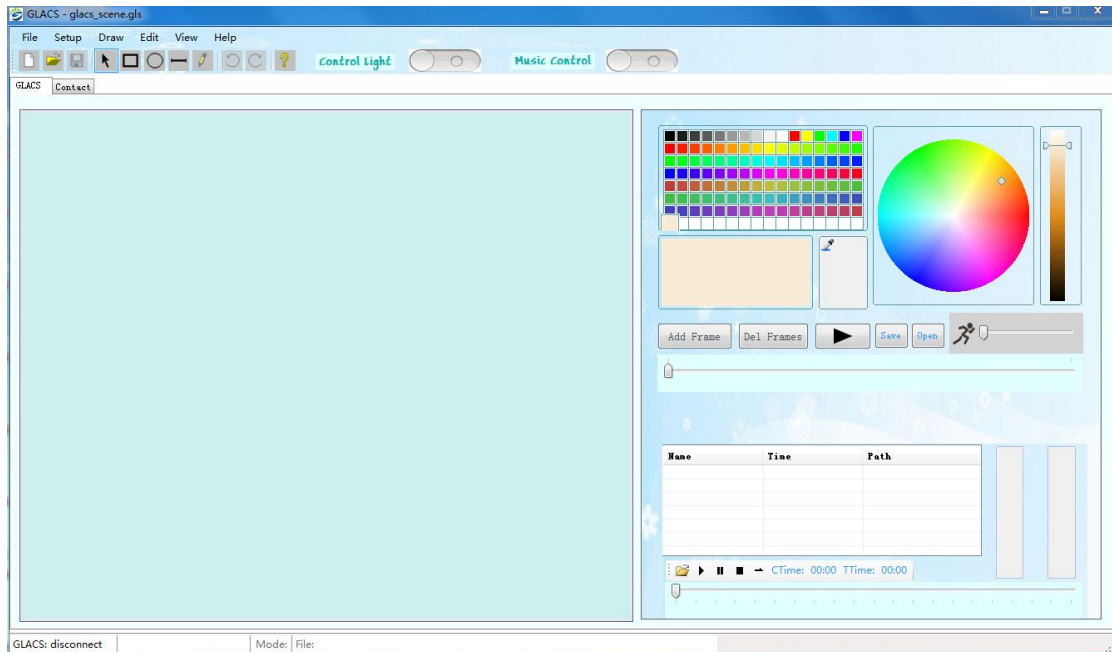 GLACS - glacs_scene.gls
File Setup Draw Edit View Help
Control Light Music Control
GLACS Contact
Add Frame Del Frames Save Open
Name Time Path
CTime: 00:00 TTime: 00:00
GLACS: disconnect Mode: File: